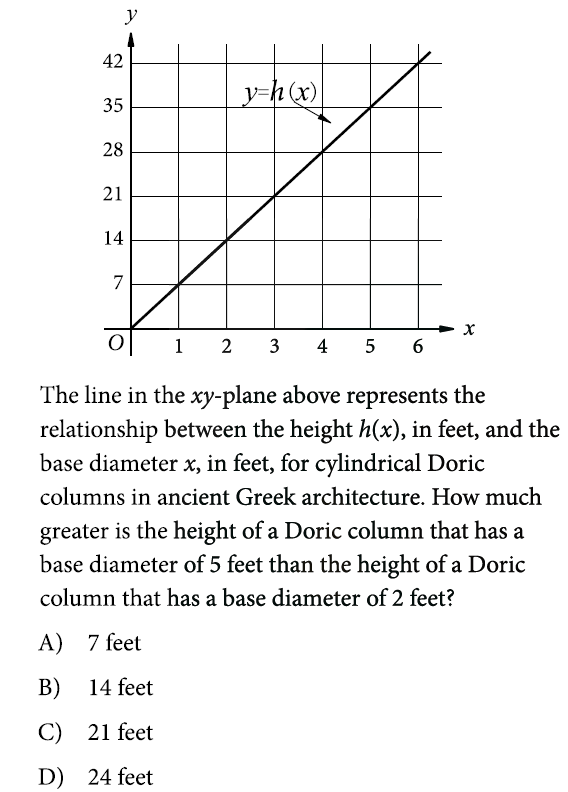 y
42
y=h(x)
35
28
21
14
7
O
1 2 3 4 5 6
x
The line in the xy-plane above represents the
relationship between the height h(x), in feet, and the
base diameter x, in feet, for cylindrical Doric
columns in ancient Greek architecture. How much
greater is the height of a Doric column that has a
base diameter of 5 feet than the height of a Doric
column that has a base diameter of 2 feet?
A) 7 feet
B) 14 feet
C) 21 feet
D) 24 feet